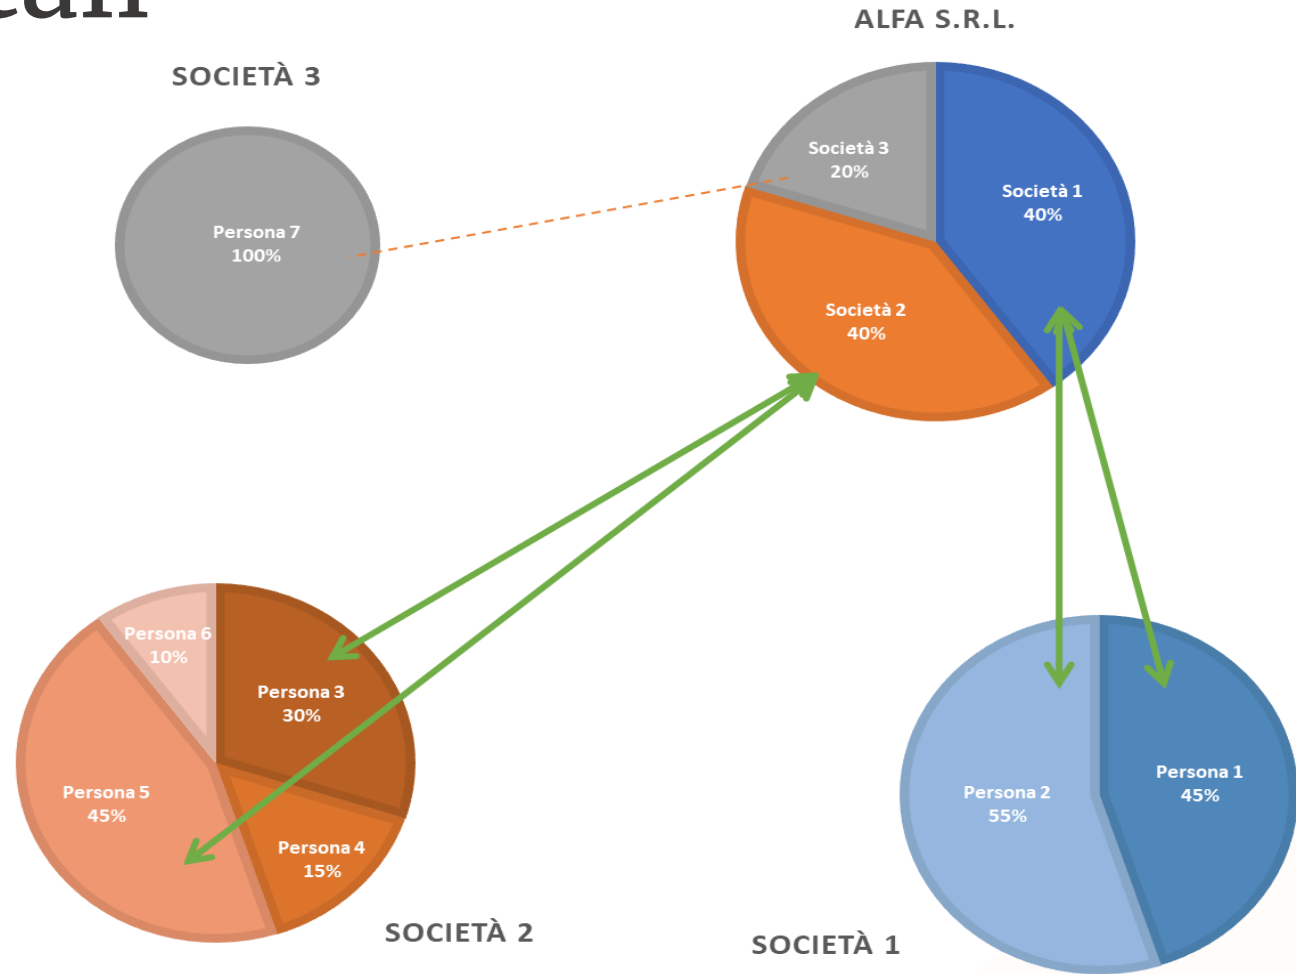 ALFA S.R.L.
SOCIETÀ 3
Società 3
20%
Società 1
40%
Persona 7
100%
Società 2
40%
Persona 6
10%
Persona 3
30%
Persona 5
45%
Persona 4
15%
Persona 1
45%
Persona 2
55%
SOCIETÀ 2
SOCIETÀ 1